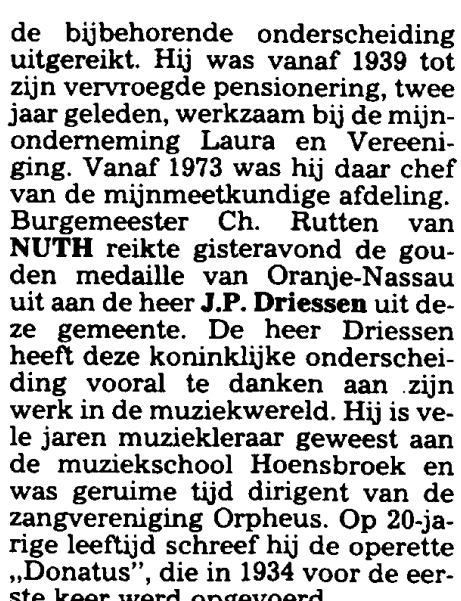 de bijbehorende onderscheiding
uitgereikt. Hij was vanaf 1939 tot
zijn vervroegde pensionering, twee
jaar geleden, werkzaam bij de mijn-
onderneming Laura en Vereeni-
ging. Vanaf 1973 was hij daar chef
van de mijnmeetkundige afdeling.
Burgemeester Ch. Rutten van
NUTH reikte gisteravond de gou-
den medaille van Oranje-Nassau
uit aan de heer J.P. Driessen uit de-
ze gemeente. De heer Driessen
heeft deze koninklijke onderschei-
ding vooral te danken aan zijn
werk in de muziekwereld. Hij is ve-
le jaren muziekleraar geweest aan
de muziekschool Hoensbroek en
was geruime tijd dirigent van de
zangvereniging Orpheus. Op 20-ja-
rige leeftijd schreef hij de operette
„Donatus”, die in 1934 voor de eer-
ste keer werd opgevoerd